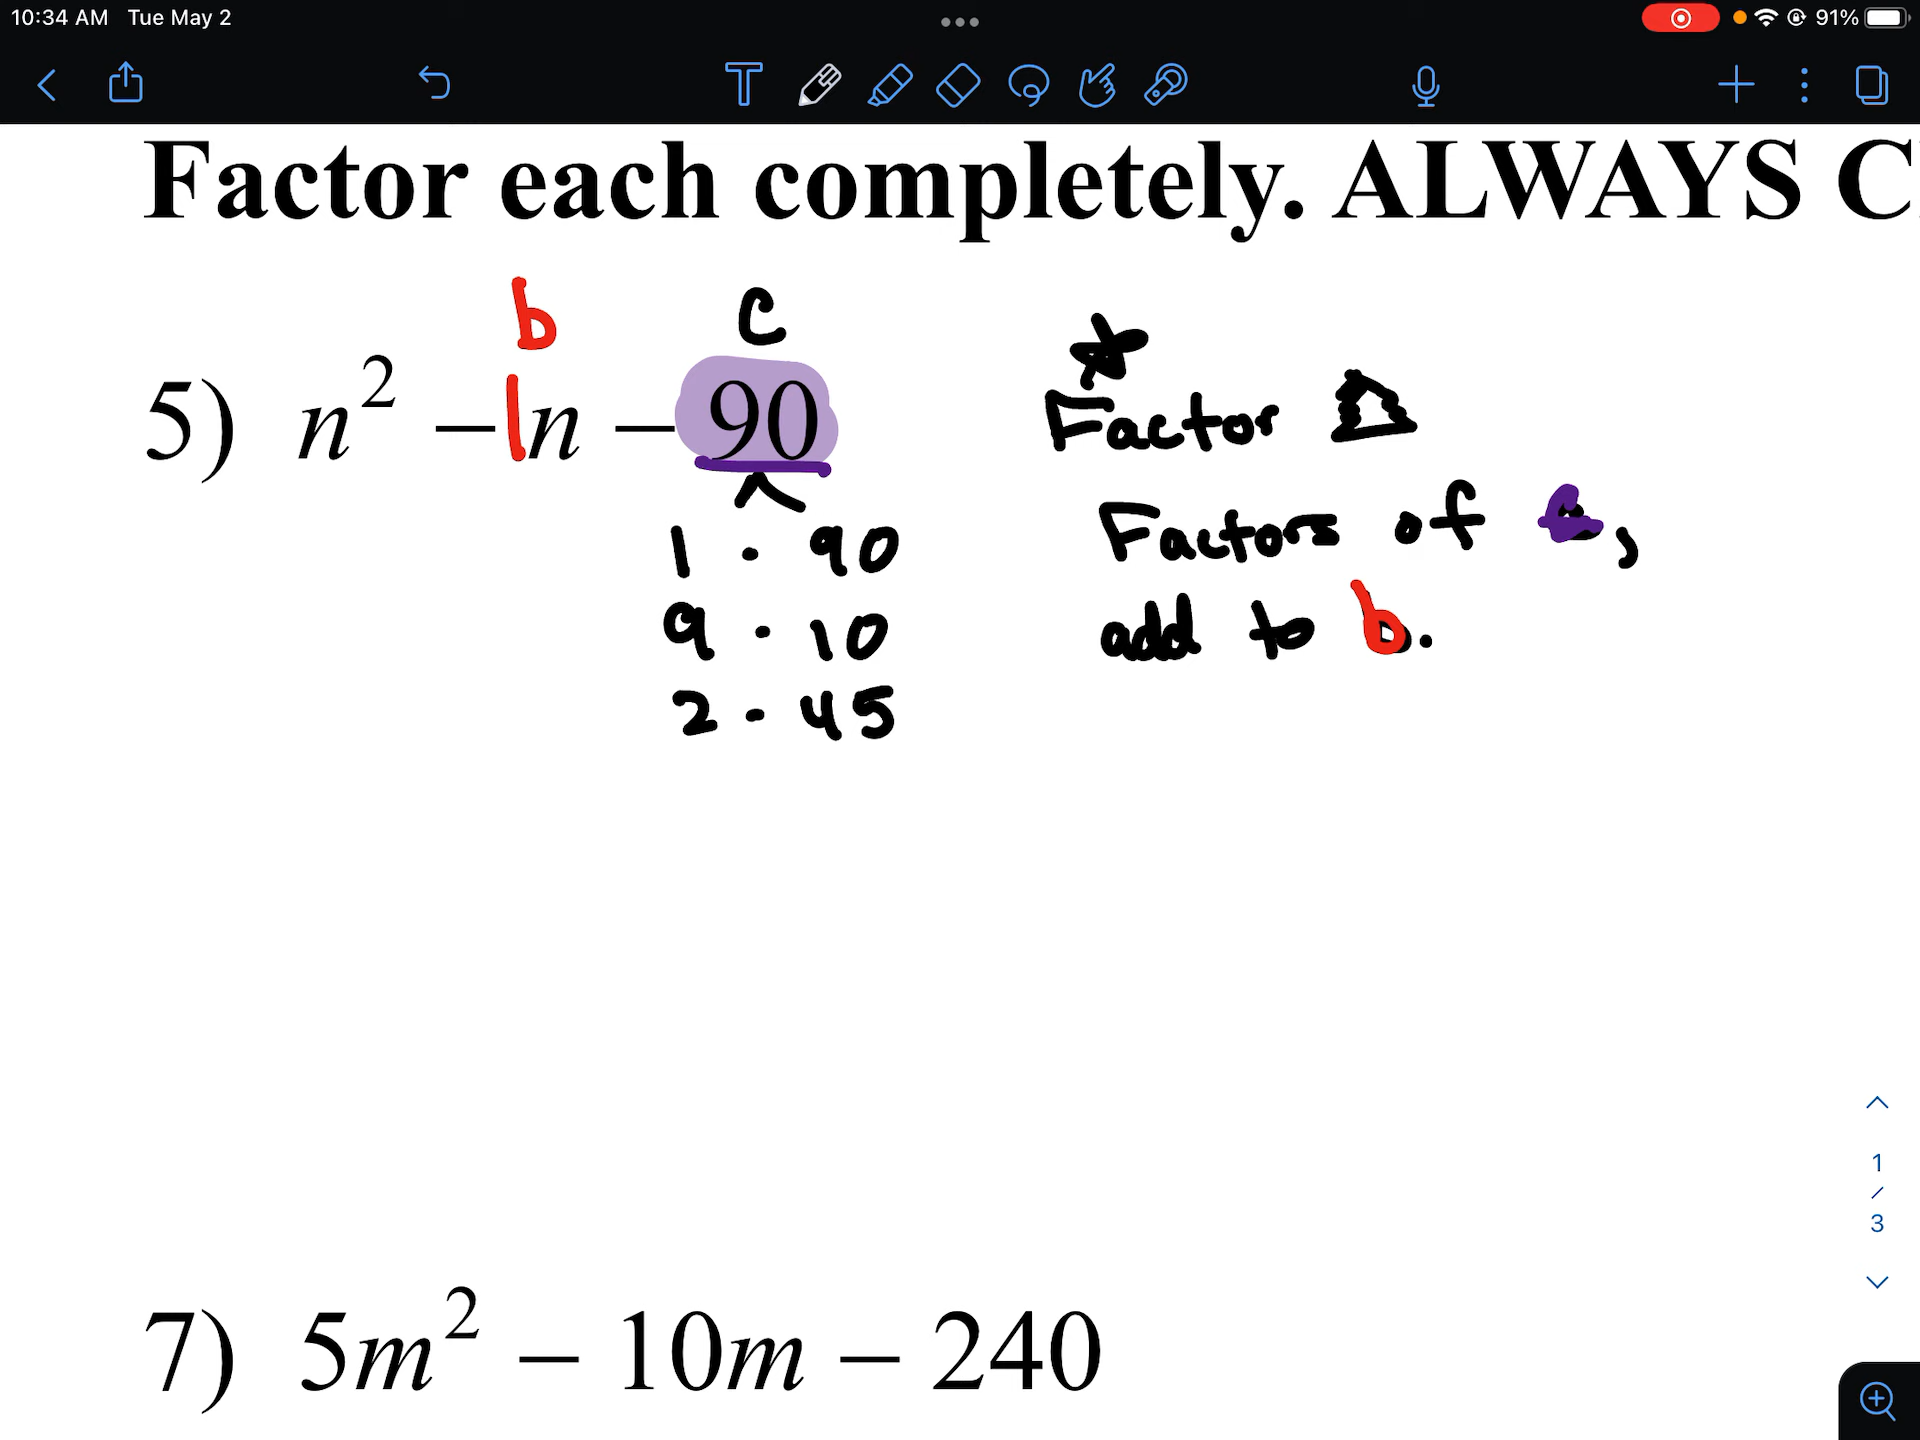 10:34 AM Tue May 2
91%
Factor each completely. ALWAYS C
b c
5) n² −1n − 90
Factor
1 · 90
Factors of c,
9 · 10
add to b.
2 · 45
1
/
3
7) 5m² − 10m − 240